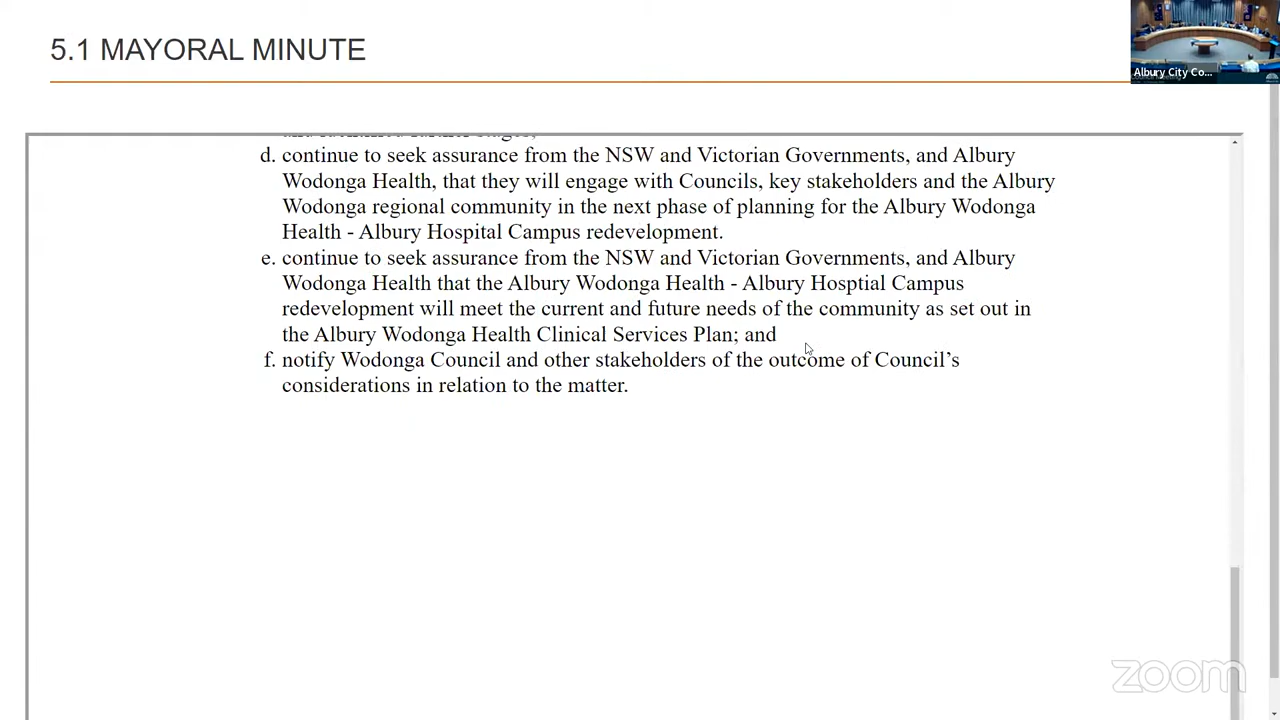 5.1 MAYORAL MINUTE
Albury City Co...
d. continue to seek assurance from the NSW and Victorian Governments, and Albury
Wodonga Health, that they will engage with Councils, key stakeholders and the Albury
Wodonga regional community in the next phase of planning for the Albury Wodonga
Health - Albury Hospital Campus redevelopment.
e. continue to seek assurance from the NSW and Victorian Governments, and Albury
Wodonga Health that the Albury Wodonga Health - Albury Hosptial Campus
redevelopment will meet the current and future needs of the community as set out in
the Albury Wodonga Health Clinical Services Plan; and
f. notify Wodonga Council and other stakeholders of the outcome of Council’s
considerations in relation to the matter.
zoom